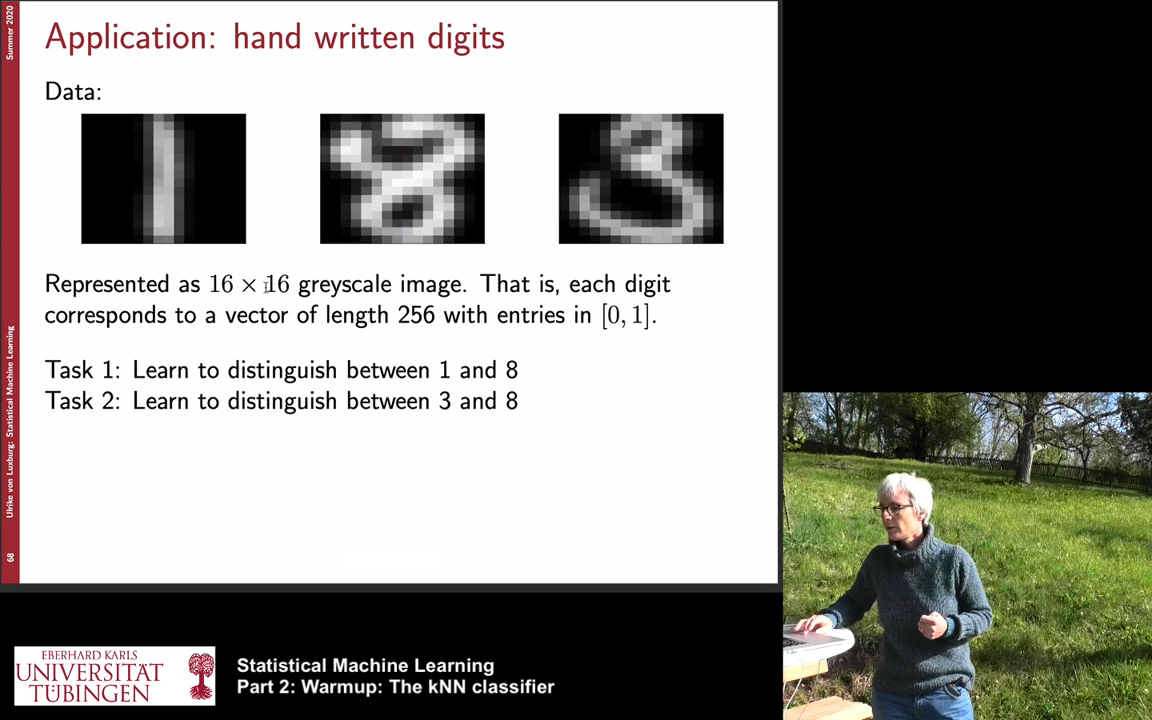 Application: hand written digits
Data:
Represented as 16 × 16 greyscale image. That is, each digit
corresponds to a vector of length 256 with entries in [0, 1].
Task 1: Learn to distinguish between 1 and 8
Task 2: Learn to distinguish between 3 and 8
Summer 2020
Ulrike von Luxburg: Statistical Machine Learning
68
EBERHARD KARLS
UNIVERSITÄT
TÜBINGEN
Statistical Machine Learning
Part 2: Warmup: The kNN classifier